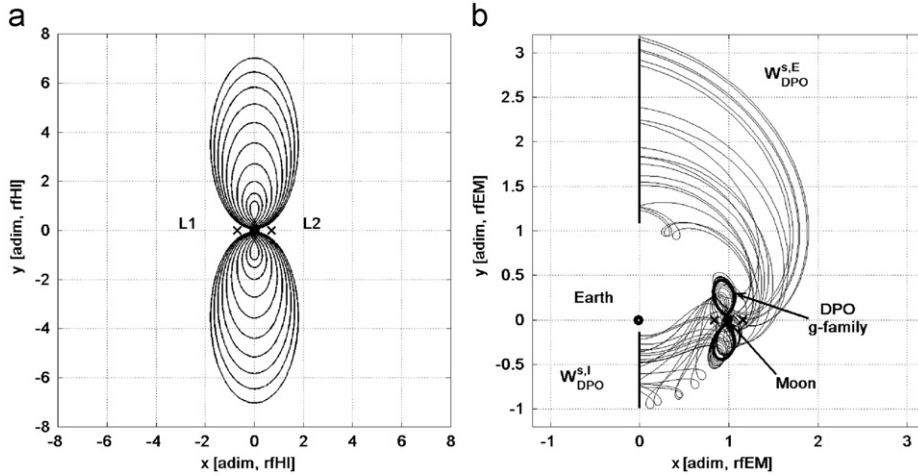 a
y [adim, rfHI]
8
6
4
2
0
-2
-4
-6
-8
L1
L2
-8 -6 -4 -2 0 2 4 6 8
x [adim, rfHI]
b
y [adim, rfEM]
3
2.5
2
1.5
1
0.5
0
-0.5
-1
W^{s,E}_{DPO}
Earth
DPO
g-family
W^{s,I}_{DPO}
Moon
-1 0 1 2 3
x [adim, rfEM]